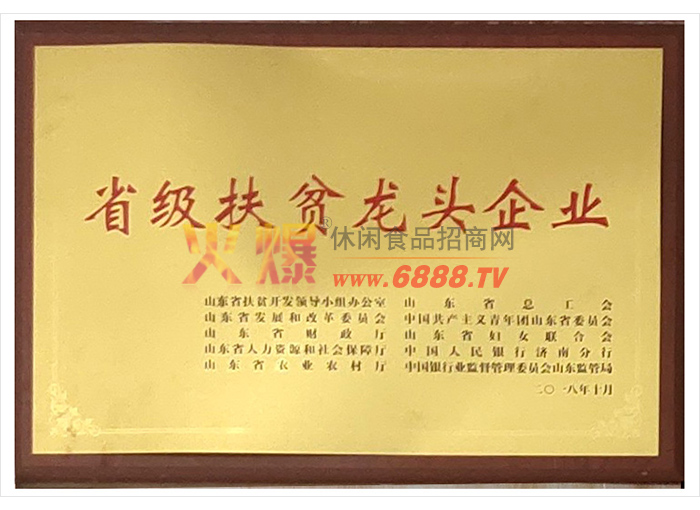 省级扶贫龙头企业
火爆®休闲食品招商网
www.6888.TV
山东省扶贫开发领导小组办公室
山东省发展和改革委员会
山东省财政厅
山东省人力资源和社会保障厅
山东省农业农村厅
山东省总工会
中国共产主义青年团山东省委员会
山东省妇女联合会
中国人民银行济南分行
中国银行业监督管理委员会山东监管局
二〇一八年十月